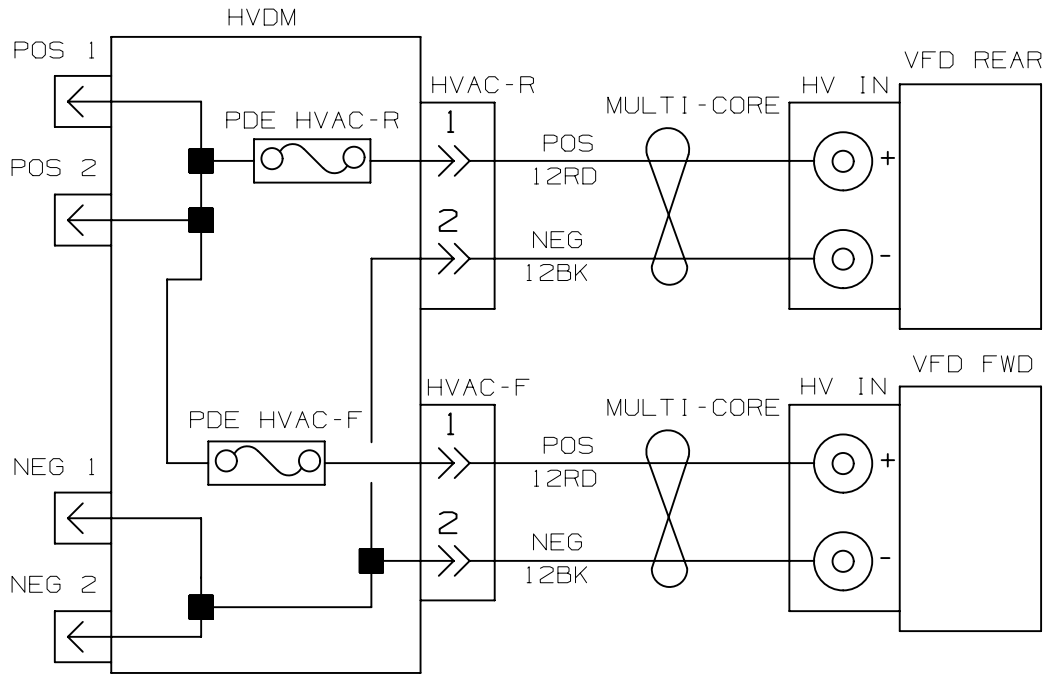 HVDM
POS 1
POS 2
PDE HVAC-R
HVAC-R
1
2
POS
12RD
NEG
12BK
MULTI-CORE
HV IN
+
-
VFD REAR
PDE HVAC-F
HVAC-F
1
2
POS
12RD
NEG
12BK
MULTI-CORE
HV IN
+
-
VFD FWD
NEG 1
NEG 2